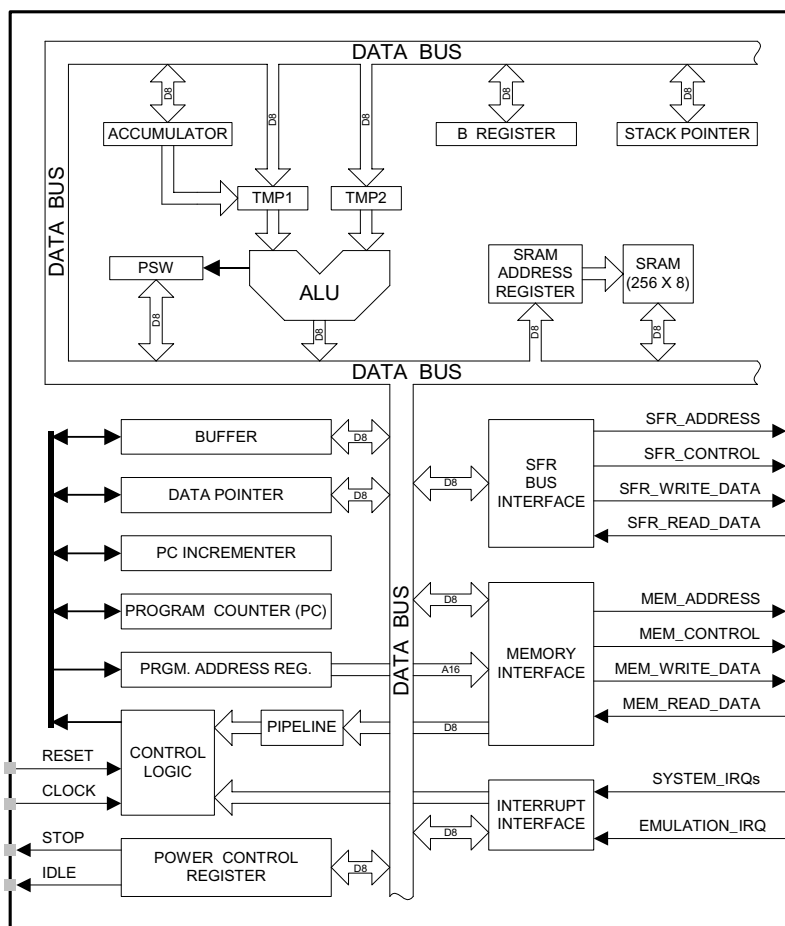 DATA BUS
D8
D8
D8
D8
D8
ACCUMULATOR
B REGISTER
STACK POINTER
DATA BUS
TMP1
TMP2
PSW
ALU
SRAM
ADDRESS
REGISTER
SRAM
(256 X 8)
D8
D8
D8
D8
DATA BUS
BUFFER
D8
DATA POINTER
D8
PC INCREMENTER
PROGRAM COUNTER (PC)
PRGM. ADDRESS REG.
A16
DATA BUS
D8
SFR
BUS
INTERFACE
SFR_ADDRESS
SFR_CONTROL
SFR_WRITE_DATA
SFR_READ_DATA
D8
MEMORY
INTERFACE
MEM_ADDRESS
MEM_CONTROL
MEM_WRITE_DATA
MEM_READ_DATA
PIPELINE
D8
CONTROL
LOGIC
RESET
CLOCK
INTERRUPT
INTERFACE
SYSTEM_IRQs
EMULATION_IRQ
D8
STOP
IDLE
POWER CONTROL
REGISTER
D8